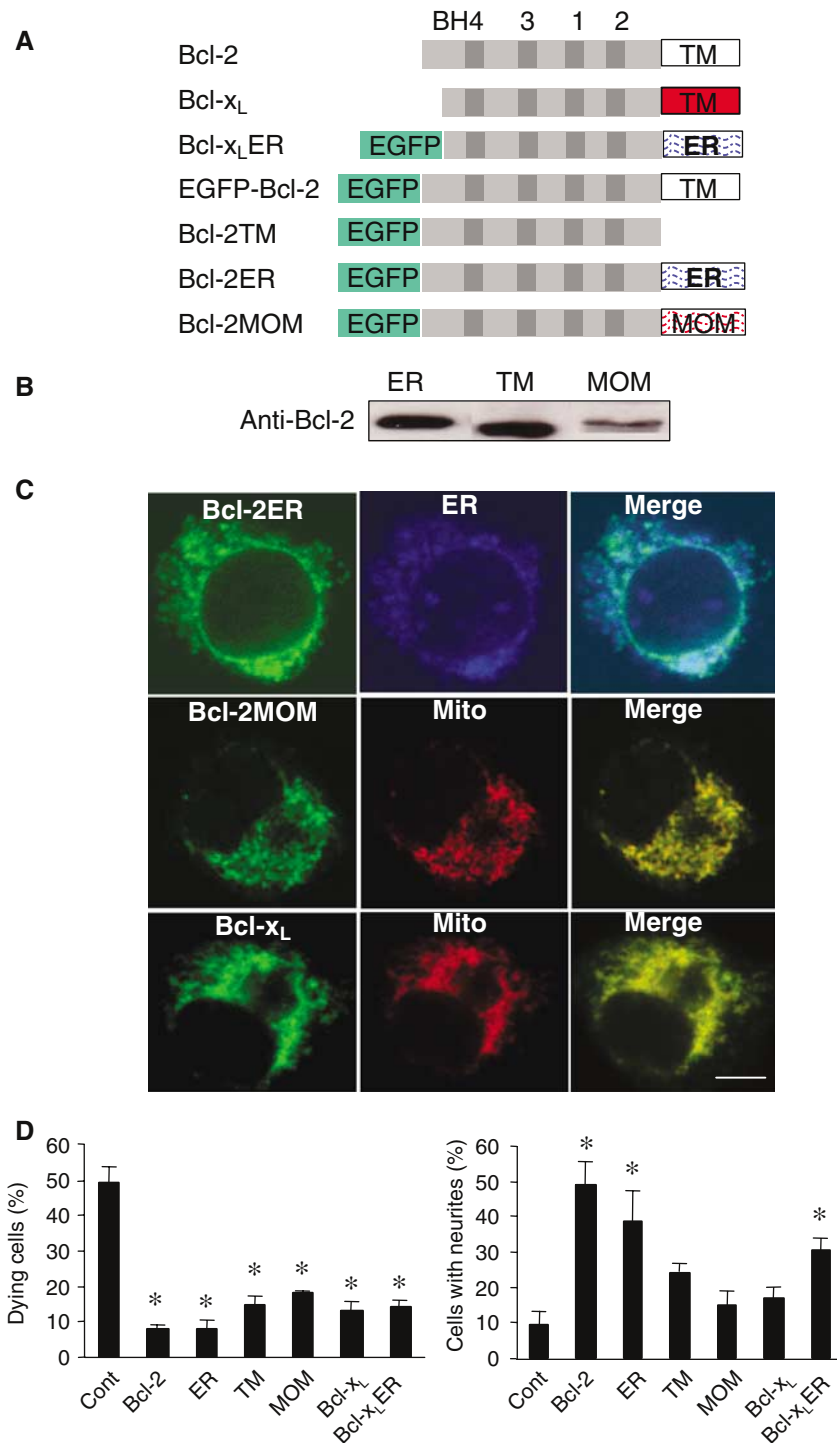 A
BH4 3 1 2
Bcl-2 TM
Bcl-xL TM
Bcl-xLER EGFP ER
EGFP-Bcl-2 EGFP TM
Bcl-2TM EGFP
Bcl-2ER EGFP ER
Bcl-2MOM EGFP MOM
B
ER TM MOM
Anti-Bcl-2
C
Bcl-2ER ER Merge
Bcl-2MOM Mito Merge
Bcl-xL Mito Merge
D
Dying cells (%)
60
50
40
30
20
10
0
* * * * * *
Cont Bcl-2 ER TM MOM Bcl-xL Bcl-xLER
Cells with neurites (%)
60
50
40
30
20
10
0
* * *
Cont Bcl-2 ER TM MOM Bcl-xL Bcl-xLER